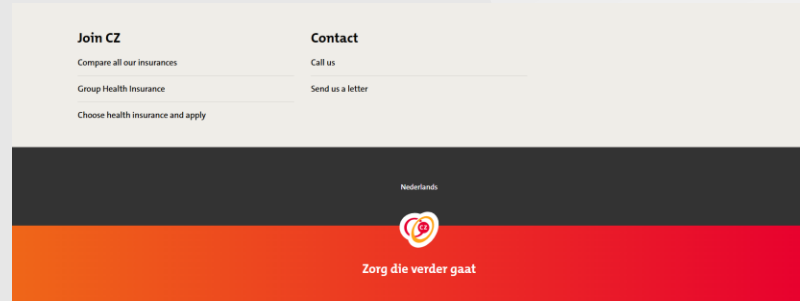 Join CZ
Compare all our insurances
Group Health Insurance
Choose health insurance and apply
Contact
Call us
Send us a letter
Nederlands
CZ
Zorg die verder gaat